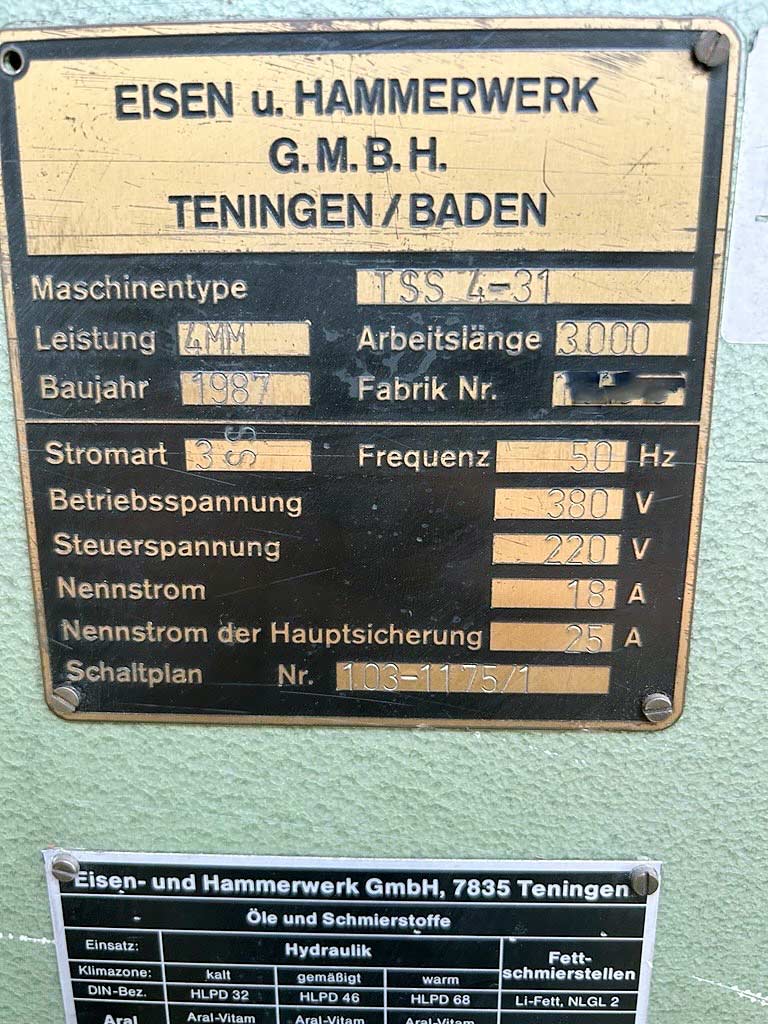 EISEN u. HAMMERWERK
G. M. B. H.
TENINGEN / BADEN
Maschinentype TSS 4-31
Leistung 4MM Arbeitslänge 3000
Baujahr 1987 Fabrik Nr.
Stromart 3 Frequenz 50 Hz
Betriebsspannung 380 V
Steuerspannung 220 V
Nennstrom 18 A
Nennstrom der Hauptsicherung 25 A
Schaltplan Nr. 103-1175/1
Eisen- und Hammerwerk GmbH, 7835 Teningen
Öle und Schmierstoffe
Einsatz: Hydraulik Fett-
schmierstellen
Klimazone: kalt gemäßigt warm
DIN-Bez. HLPD 32 HLPD 46 HLPD 68 Li-Fett, NLGL 2
Aral Aral-Vitam Aral-Vitam Aral-Vitam